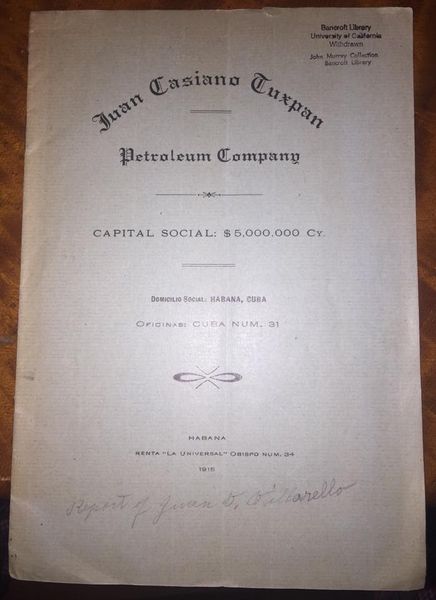 Bancroft Library
University of California
Withdrawn
John Murray Collection
Bancroft Library
Juan Casiano Tuxpan
Petroleum Company
CAPITAL SOCIAL: $5,000,000 CY.
DOMICILIO SOCIAL: HABANA, CUBA
OFICINAS: CUBA NUM. 31
HABANA
RENTA "LA UNIVERSAL" OBISPO NUM. 34
1915
Report of Juan D. Villarello